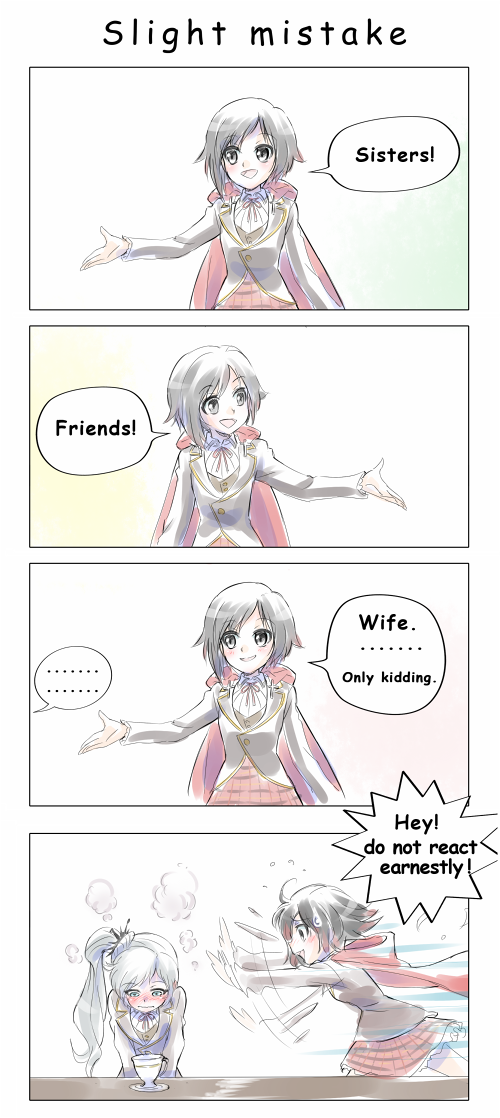 Slight mistake
Sisters!
Friends!
Wife.
.......
Only kidding.
.......
.......
Hey!
do not react
earnestly!